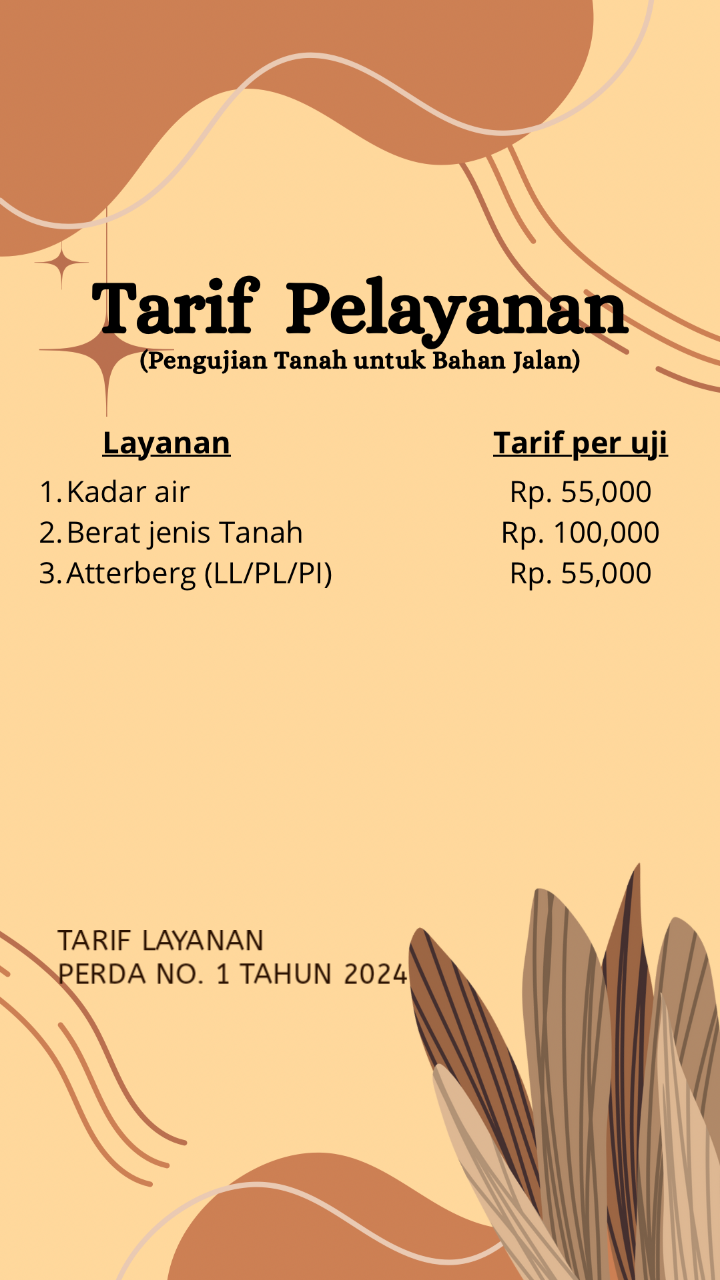 Tarif Pelayanan
(Pengujian Tanah untuk Bahan Jalan)
Layanan Tarif per uji
1. Kadar air Rp. 55,000
2. Berat jenis Tanah Rp. 100,000
3. Atterberg (LL/PL/PI) Rp. 55,000
TARIF LAYANAN
PERDA NO. 1 TAHUN 2024